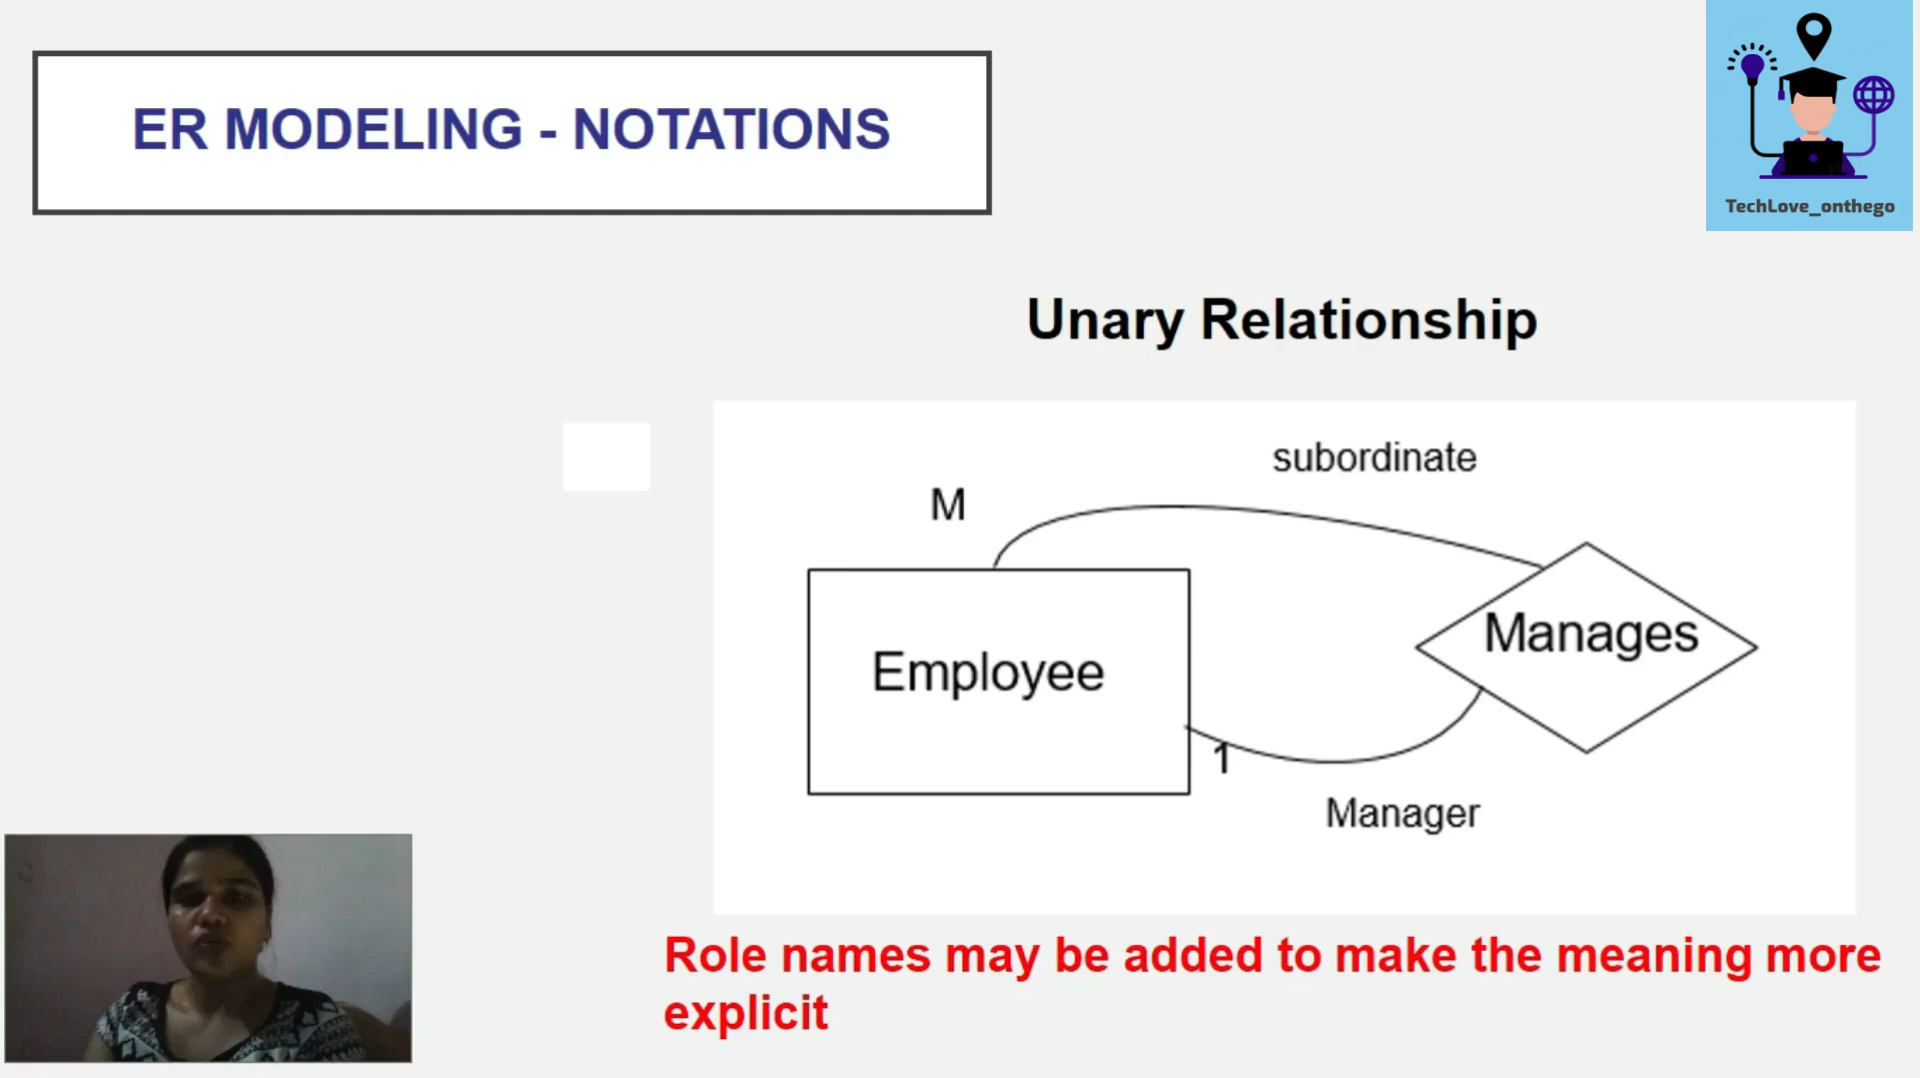 ER MODELING - NOTATIONS
TechLove_onthego
Unary Relationship
subordinate
M
Manages
Employee
1
Manager
Role names may be added to make the meaning more
explicit